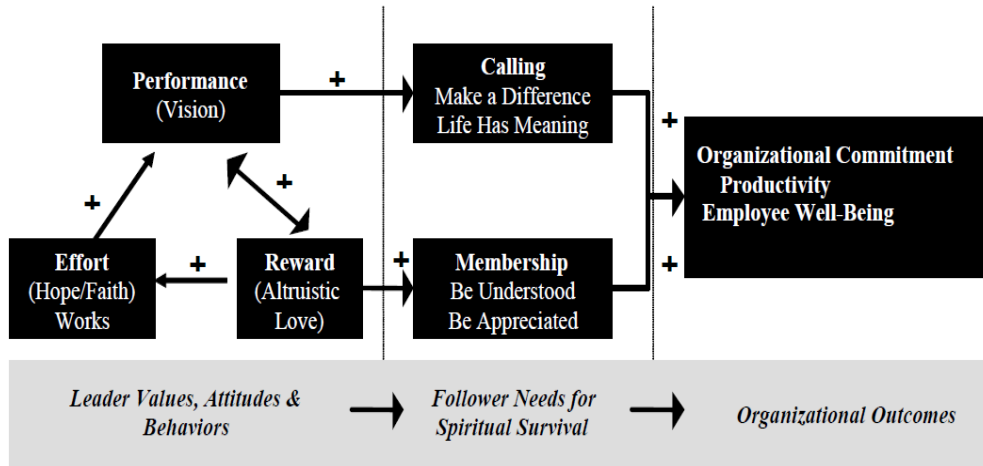 Performance
(Vision)
+
Calling
Make a Difference
Life Has Meaning
+
+
+
Organizational Commitment
Productivity
Employee Well-Being
Effort
(Hope/Faith)
Works
+
Reward
(Altruistic
Love)
+
Membership
Be Understood
Be Appreciated
+
Leader Values, Attitudes &
Behaviors
Follower Needs for
Spiritual Survival
Organizational Outcomes